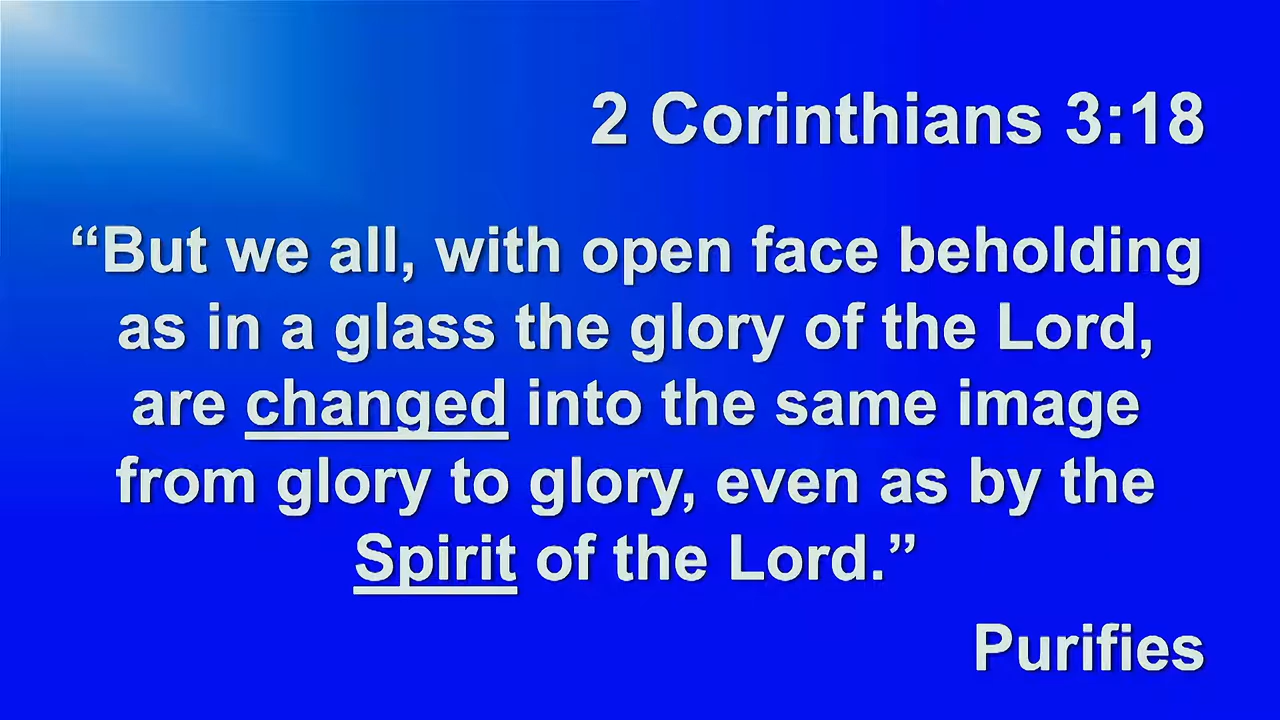 2 Corinthians 3:18
“But we all, with open face beholding
as in a glass the glory of the Lord,
are changed into the same image
from glory to glory, even as by the
Spirit of the Lord.”
Purifies